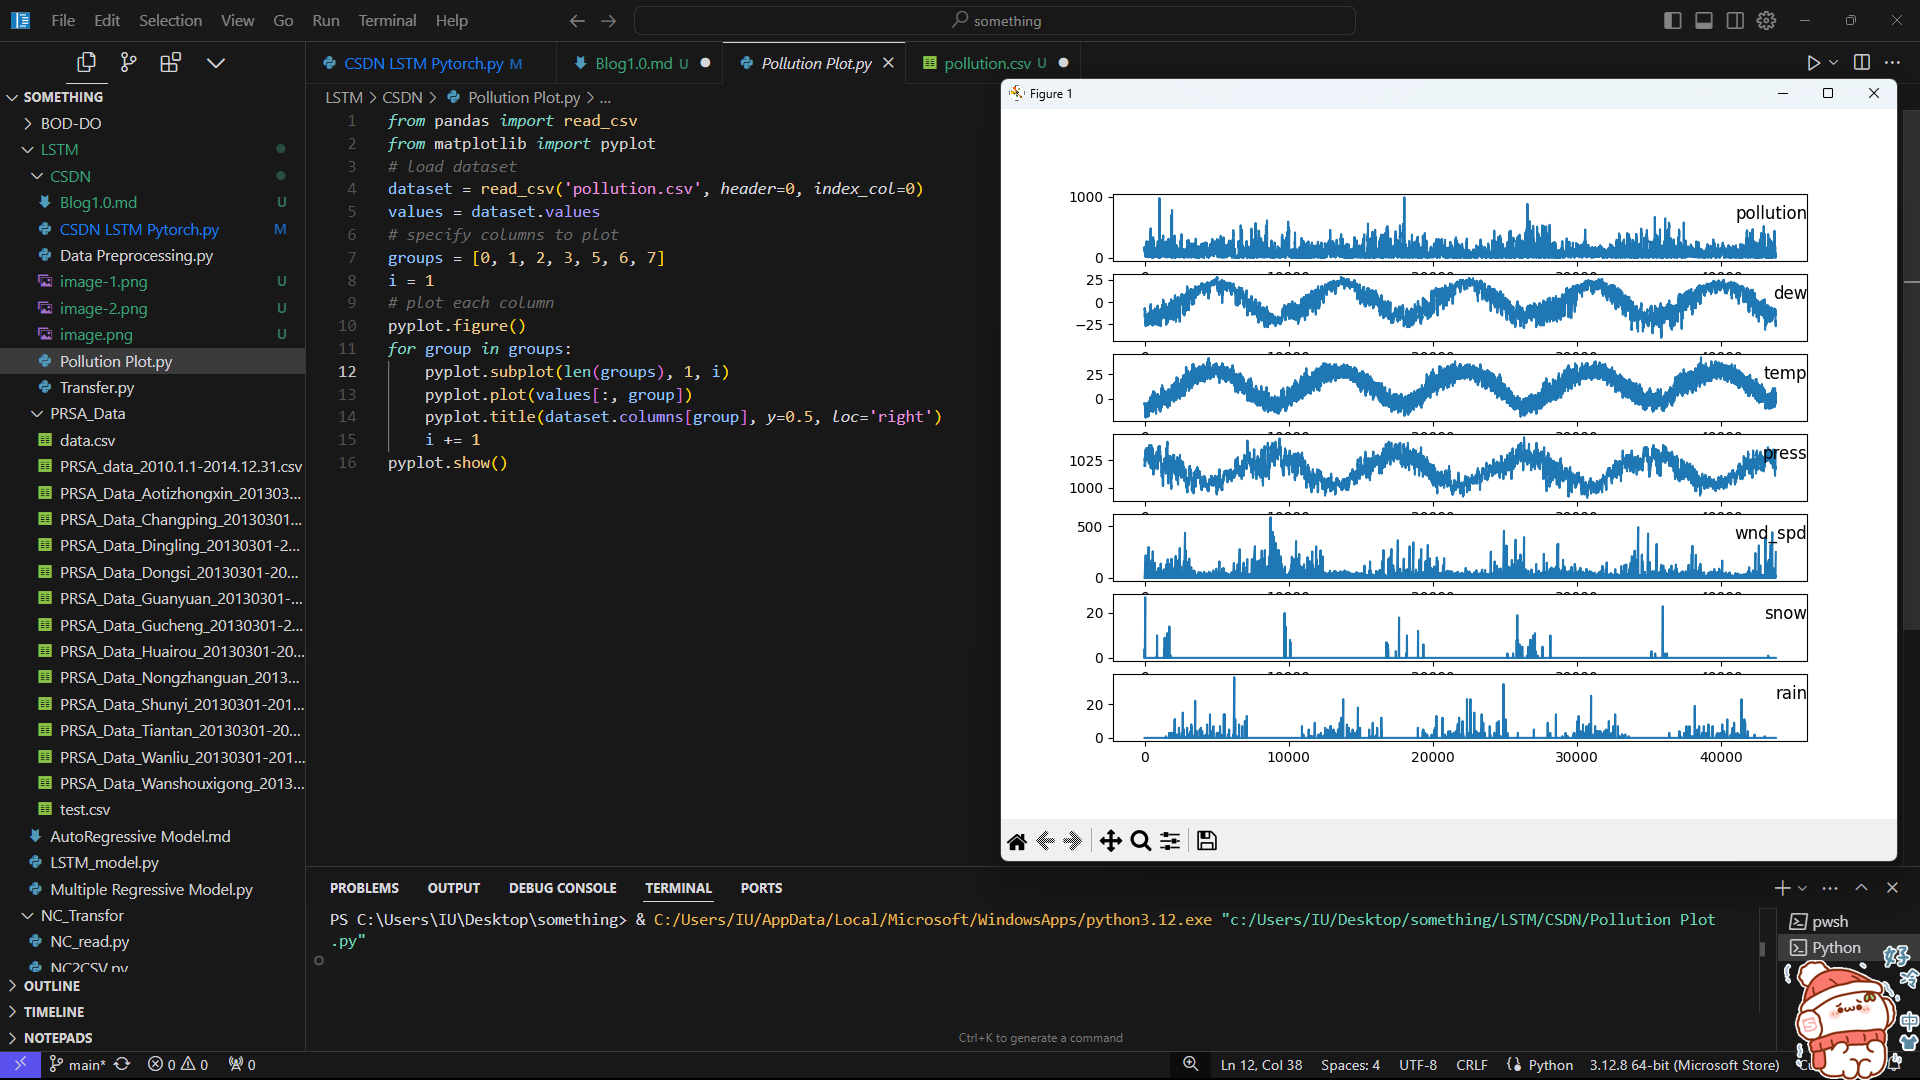 File Edit Selection View Go Run Terminal Help
something
CSDN LSTM Pytorch.py M
Blog1.0.md U
Pollution Plot.py
pollution.csv U
SOMETHING
BOD-DO
LSTM
CSDN
Blog1.0.md U
CSDN LSTM Pytorch.py M
Data Preprocessing.py
image-1.png U
image-2.png U
image.png U
Pollution Plot.py
Transfer.py
PRSA_Data
data.csv
PRSA_data_2010.1.1-2014.12.31.csv
PRSA_Data_Aotizhongxin_201303...
PRSA_Data_Changping_20130301...
PRSA_Data_Dingling_20130301-2...
PRSA_Data_Dongsi_20130301-20...
PRSA_Data_Guanyuan_20130301-...
PRSA_Data_Gucheng_20130301-2...
PRSA_Data_Huairou_20130301-20...
PRSA_Data_Nongzhanguan_2013...
PRSA_Data_Shunyi_20130301-201...
PRSA_Data_Tiantan_20130301-20...
PRSA_Data_Wanliu_20130301-201...
PRSA_Data_Wanshouxigong_2013...
test.csv
AutoRegressive Model.md
LSTM_model.py
Multiple Regressive Model.py
NC_Transfor
NC_read.py
NC2CSV.py
OUTLINE
TIMELINE
NOTEPADS
LSTM > CSDN > Pollution Plot.py > ...
1 from pandas import read_csv
2 from matplotlib import pyplot
3 # load dataset
4 dataset = read_csv('pollution.csv', header=0, index_col=0)
5 values = dataset.values
6 # specify columns to plot
7 groups = [0, 1, 2, 3, 5, 6, 7]
8 i = 1
9 # plot each column
10 pyplot.figure()
11 for group in groups:
12 pyplot.subplot(len(groups), 1, i)
13 pyplot.plot(values[:, group])
14 pyplot.title(dataset.columns[group], y=0.5, loc='right')
15 i += 1
16 pyplot.show()
Figure 1
1000
0
pollution
25
0
−25
dew
25
0
temp
1025
1000
press
500
0
wnd_spd
20
0
snow
20
0
rain
0 10000 20000 30000 40000
PROBLEMS OUTPUT DEBUG CONSOLE TERMINAL PORTS
PS C:\Users\IU\Desktop\something> & C:/Users/IU/AppData/Local/Microsoft/WindowsApps/python3.12.exe "c:/Users/IU/Desktop/something/LSTM/CSDN/Pollution Plot
.py"
Ctrl+K to generate a command
pwsh
Python
好
冷
中
main* 0 0 0
Ln 12, Col 38 Spaces: 4 UTF-8 CRLF Python 3.12.8 64-bit (Microsoft Store)